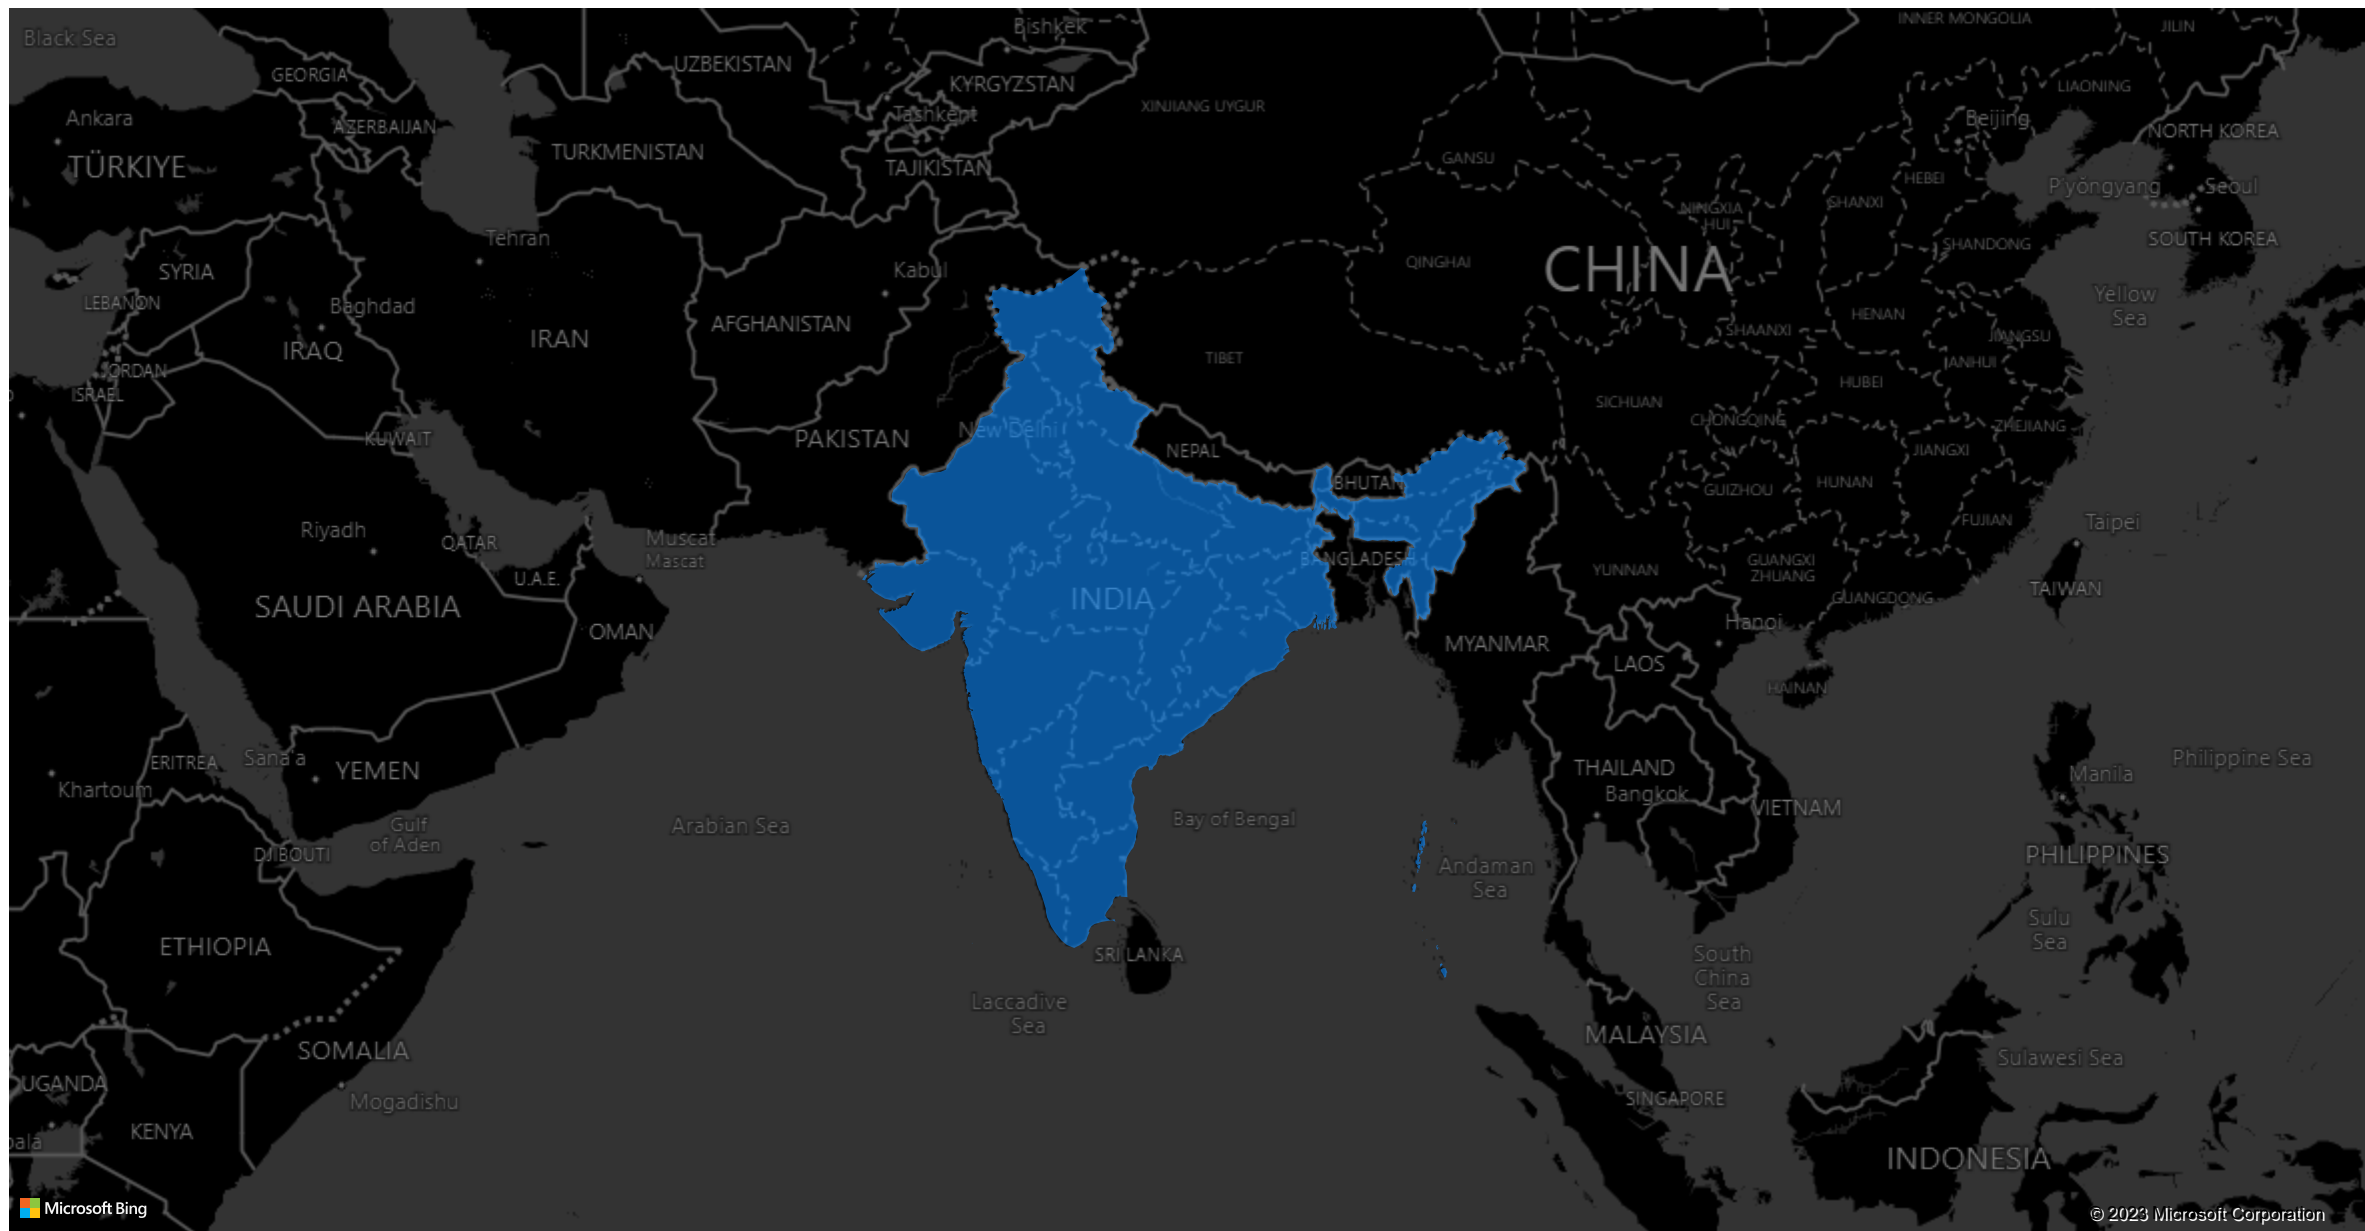 Black Sea
GEORGIA
UZBEKISTAN
Bishkek
KYRGYZSTAN
XINJIANG UYGUR
INNER MONGOLIA
JILIN
LIAONING
Ankara
TÜRKIYE
AZERBAIJAN
TURKMENISTAN
Tashkent
TAJIKISTAN
GANSU
Beijing
NORTH KOREA
HEBEI
P'yŏngyang
Seoul
NINGXIA
HUI
SHANXI
SHANDONG
SOUTH KOREA
Tehran
SYRIA
Kabul
QINGHAI
CHINA
Yellow
Sea
LEBANON
Baghdad
IRAQ
IRAN
AFGHANISTAN
HENAN
SHAANXI
JIANGSU
TIBET
ANHUI
JORDAN
ISRAEL
HUBEI
SICHUAN
CHONGQING
ZHEJIANG
KUWAIT
PAKISTAN
New Delhi
NEPAL
JIANGXI
BHUTAN
GUIZHOU
HUNAN
FUJIAN
Taipei
Riyadh
QATAR
Muscat
Mascat
U.A.E.
BANGLADESH
YUNNAN
GUANGXI
ZHUANG
GUANGDONG
TAIWAN
SAUDI ARABIA
OMAN
INDIA
MYANMAR
Hanoi
LAOS
HAINAN
ERITREA
Sana'a
YEMEN
Khartoum
THAILAND
Bangkok
VIETNAM
Manila
Philippine Sea
Gulf
of Aden
DJIBOUTI
Arabian Sea
Bay of Bengal
Andaman
Sea
PHILIPPINES
ETHIOPIA
SRI LANKA
Sulu
Sea
South
China
Sea
Laccadive
Sea
SOMALIA
MALAYSIA
Sulawesi Sea
UGANDA
Mogadishu
SINGAPORE
KENYA
pala
INDONESIA
Microsoft Bing
© 2023 Microsoft Corporation